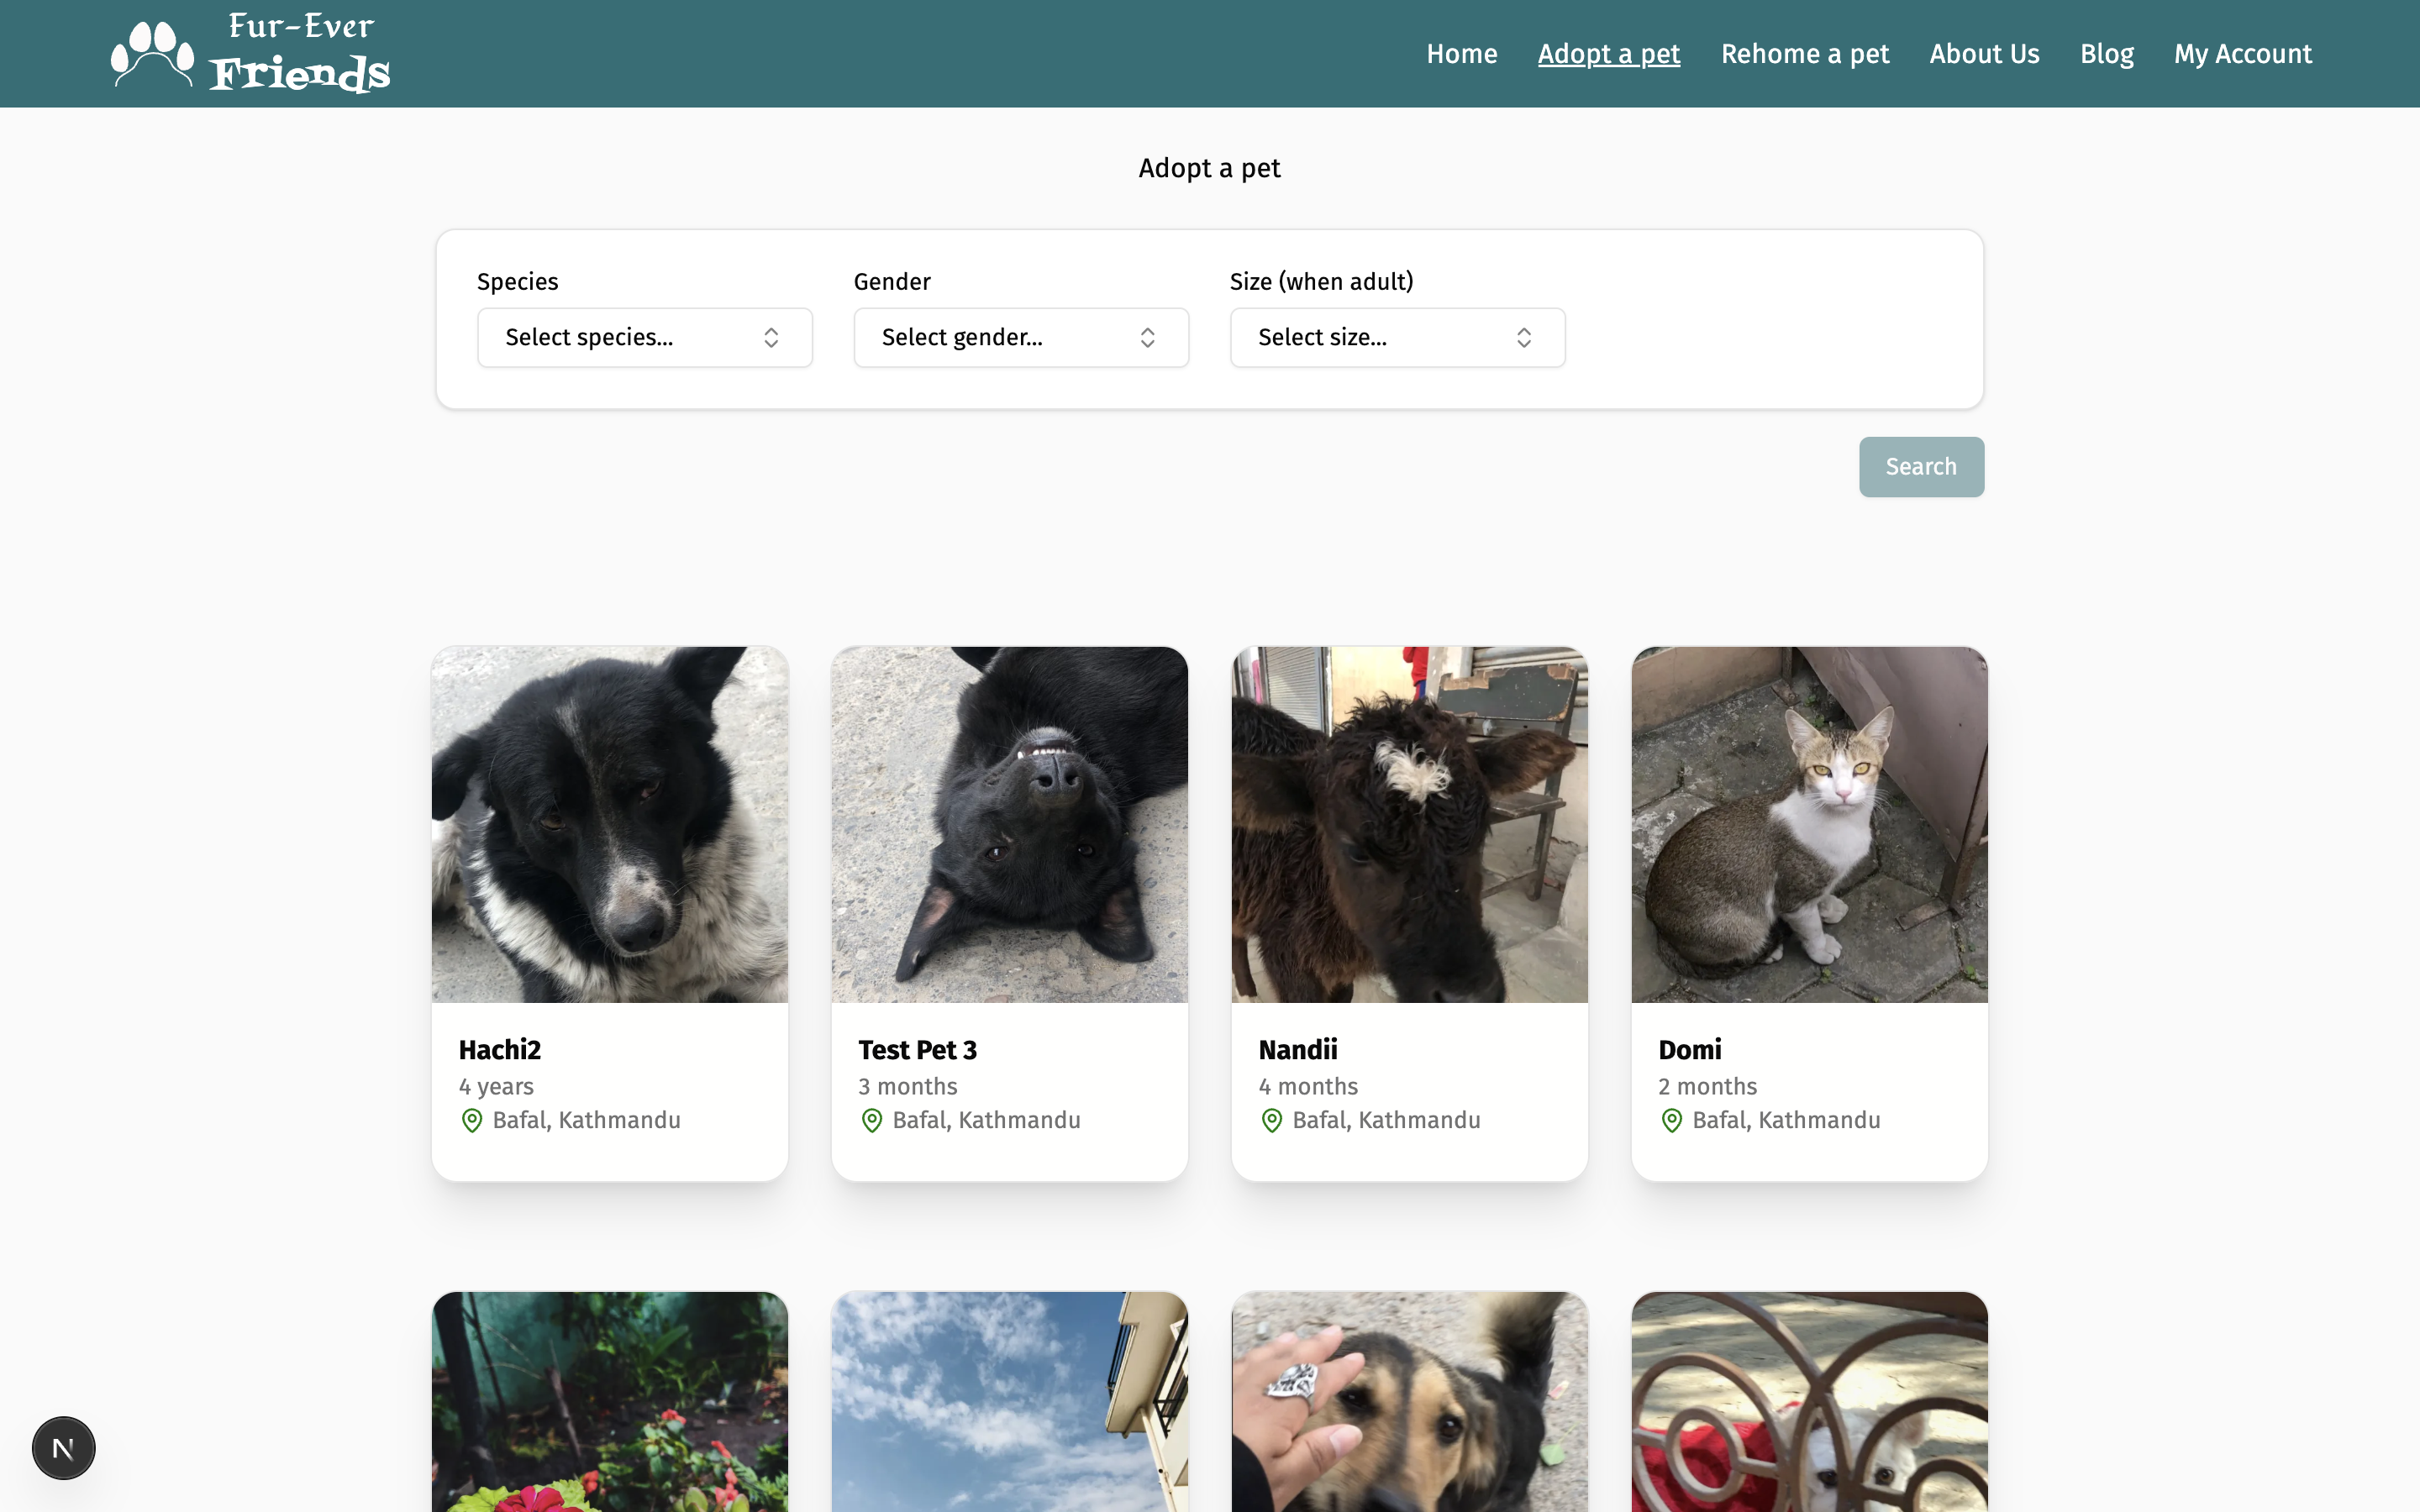 Fur-Ever
Friends
Home Adopt a pet Rehome a pet About Us Blog My Account
Adopt a pet
Species Gender Size (when adult)
Select species... Select gender... Select size...
Search
Hachi2 Test Pet 3 Nandii Domi
4 years 3 months 4 months 2 months
Bafal, Kathmandu Bafal, Kathmandu Bafal, Kathmandu Bafal, Kathmandu
N